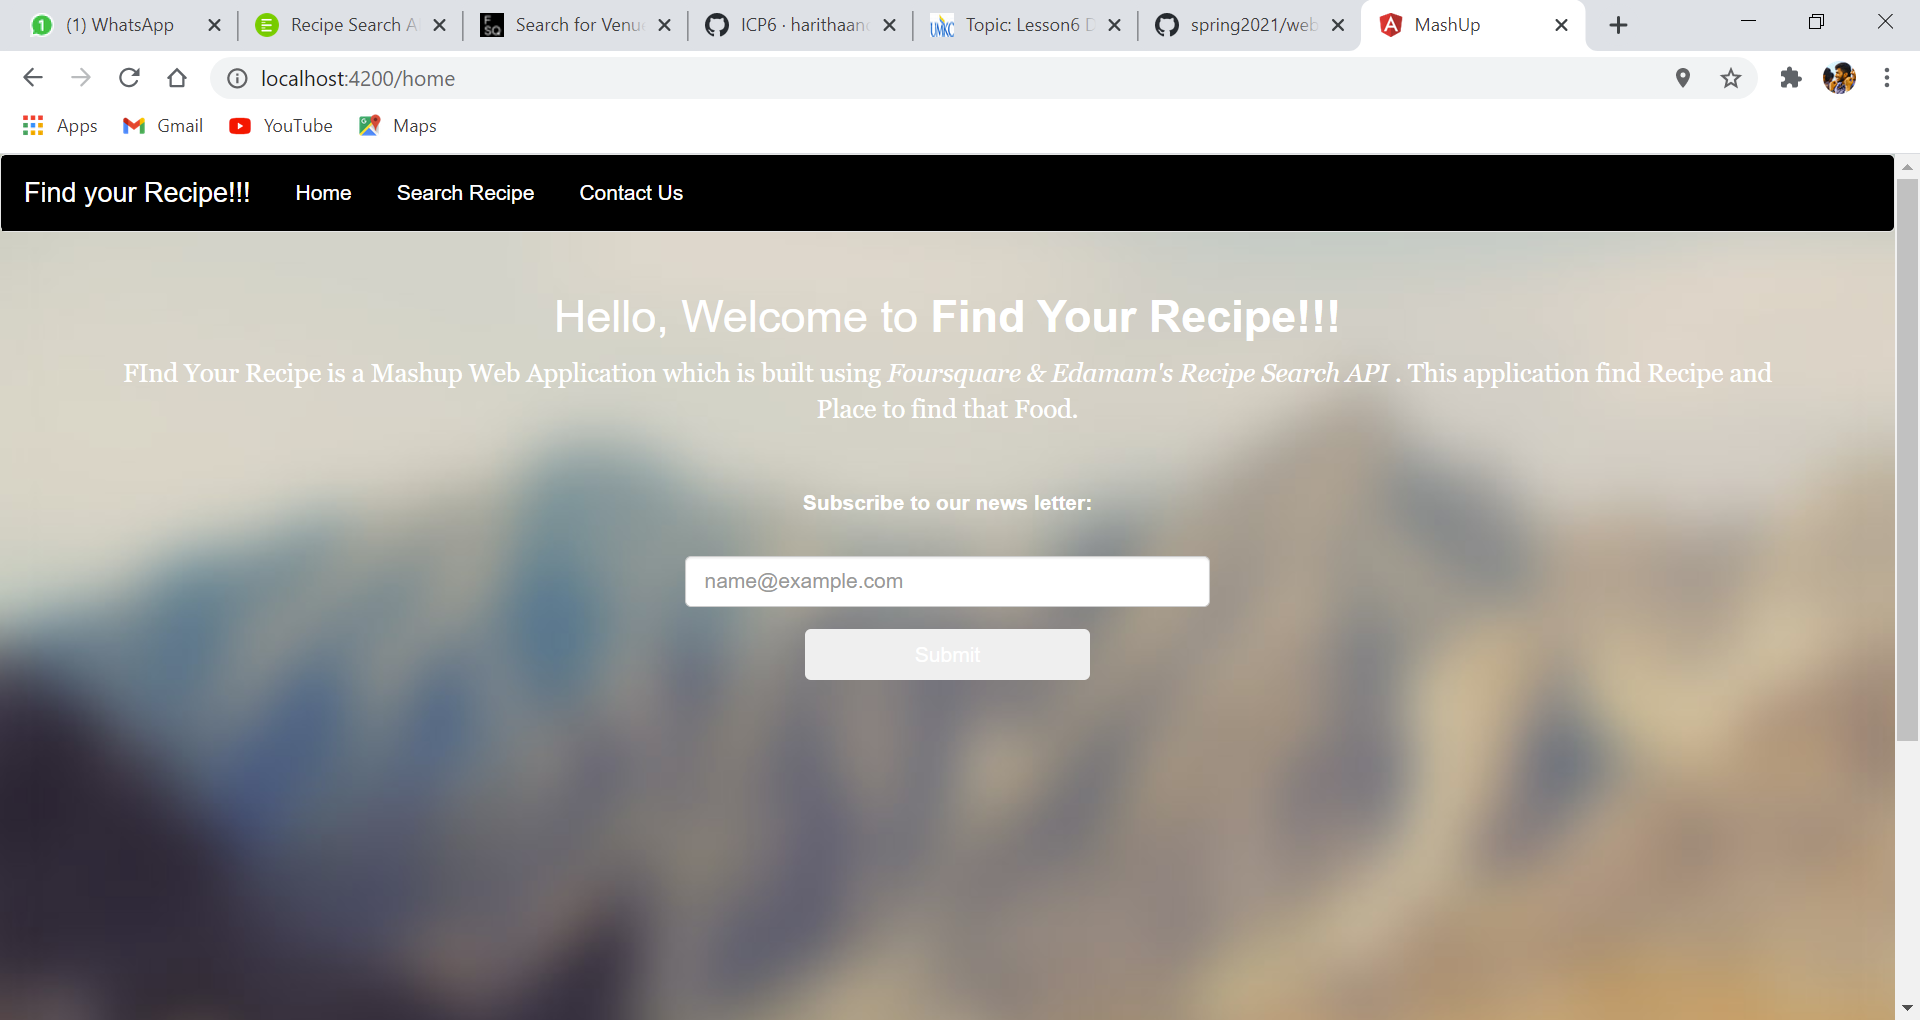 (1) WhatsApp
Recipe Search A
Search for Venu
ICP6 · harithaan
Topic: Lesson6 D
spring2021/web
MashUp
localhost:4200/home
Apps
Gmail
YouTube
Maps
Find your Recipe!!!
Home
Search Recipe
Contact Us
Hello, Welcome to Find Your Recipe!!!
FInd Your Recipe is a Mashup Web Application which is built using Foursquare & Edamam's Recipe Search API . This application find Recipe and
Place to find that Food.
Subscribe to our news letter:
name@example.com
Submit